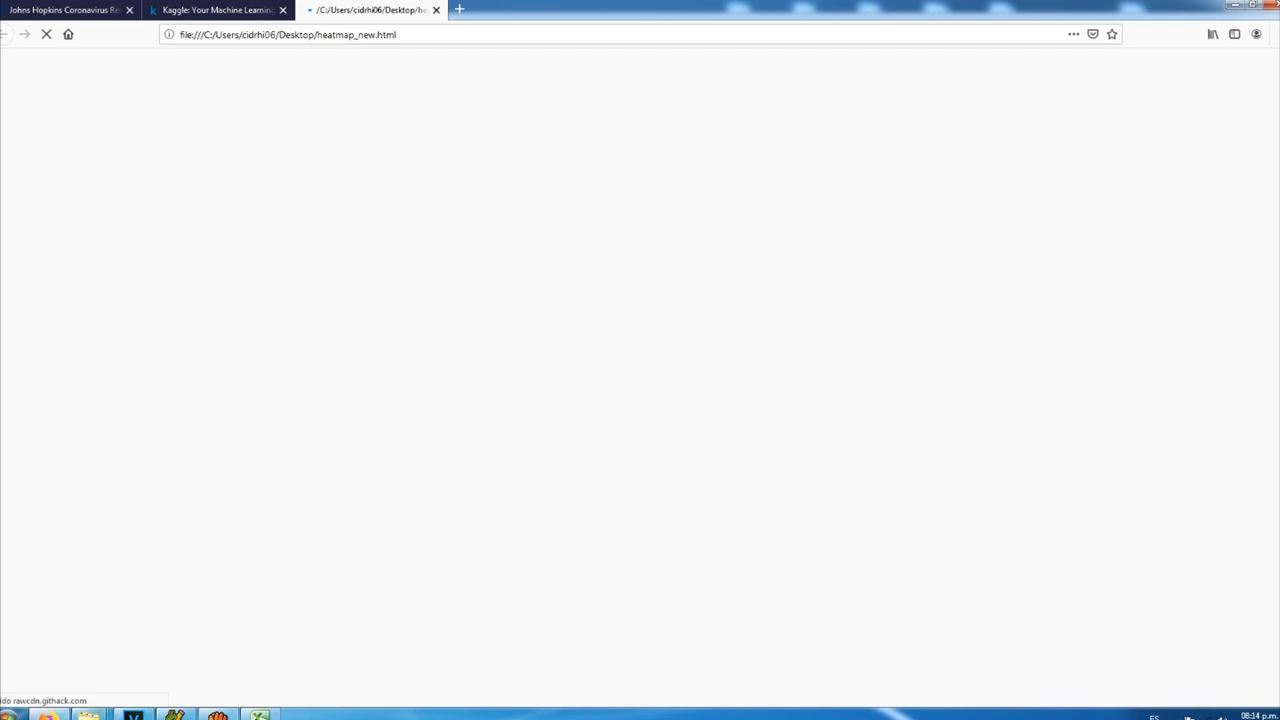 Johns Hopkins Coronavirus Re
Kaggle: Your Machine Learning
/C:/Users/cidrhi06/Desktop/he
file:///C:/Users/cidrhi06/Desktop/heatmap_new.html
ido rawcdn.githack.com
ES
08:14 p.m.